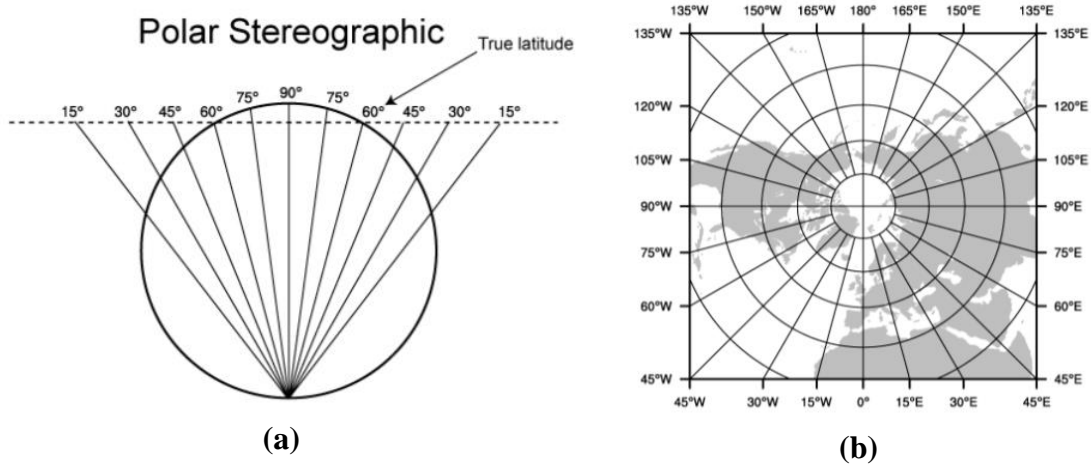 Polar Stereographic
True latitude
15° 30° 45° 60° 75° 90° 75° 60° 45° 30° 15°
(a)
135°W 150°W 165°W 180° 165°E 150°E 135°E
135°W 135°E
120°W 120°E
105°W 105°E
90°W 90°E
75°W 75°E
60°W 60°E
45°W 45°E
45°W 30°W 15°W 0° 15°E 30°E 45°E
(b)